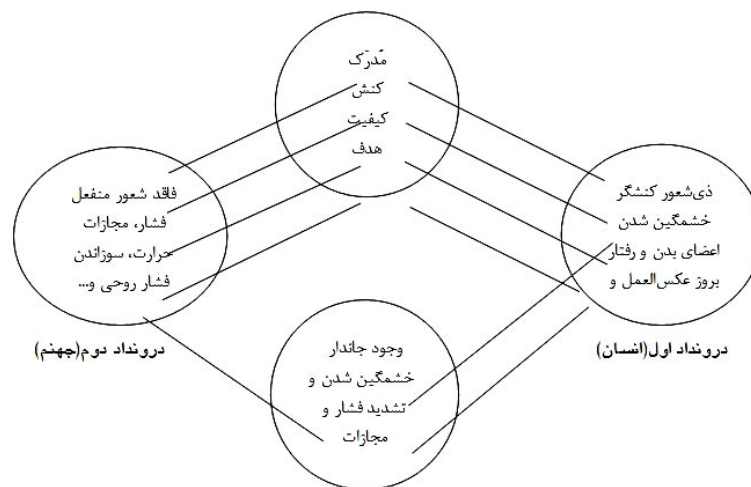 مّدرَک
کنش
کیفیت
هدف
ذی‌شعور کنشگر
خشمگین شدن
اعضای بدن و رفتار
بروز عکس‌العمل و
درونداد اول(انسان)
فاقد شعور منفعل
فشار، مجازات
حرارت، سوزاندن
فشار روحی و...
درونداد دوم(جهنم)
وجود جاندار
خشمگین شدن و
تشدید فشار و
مجازات